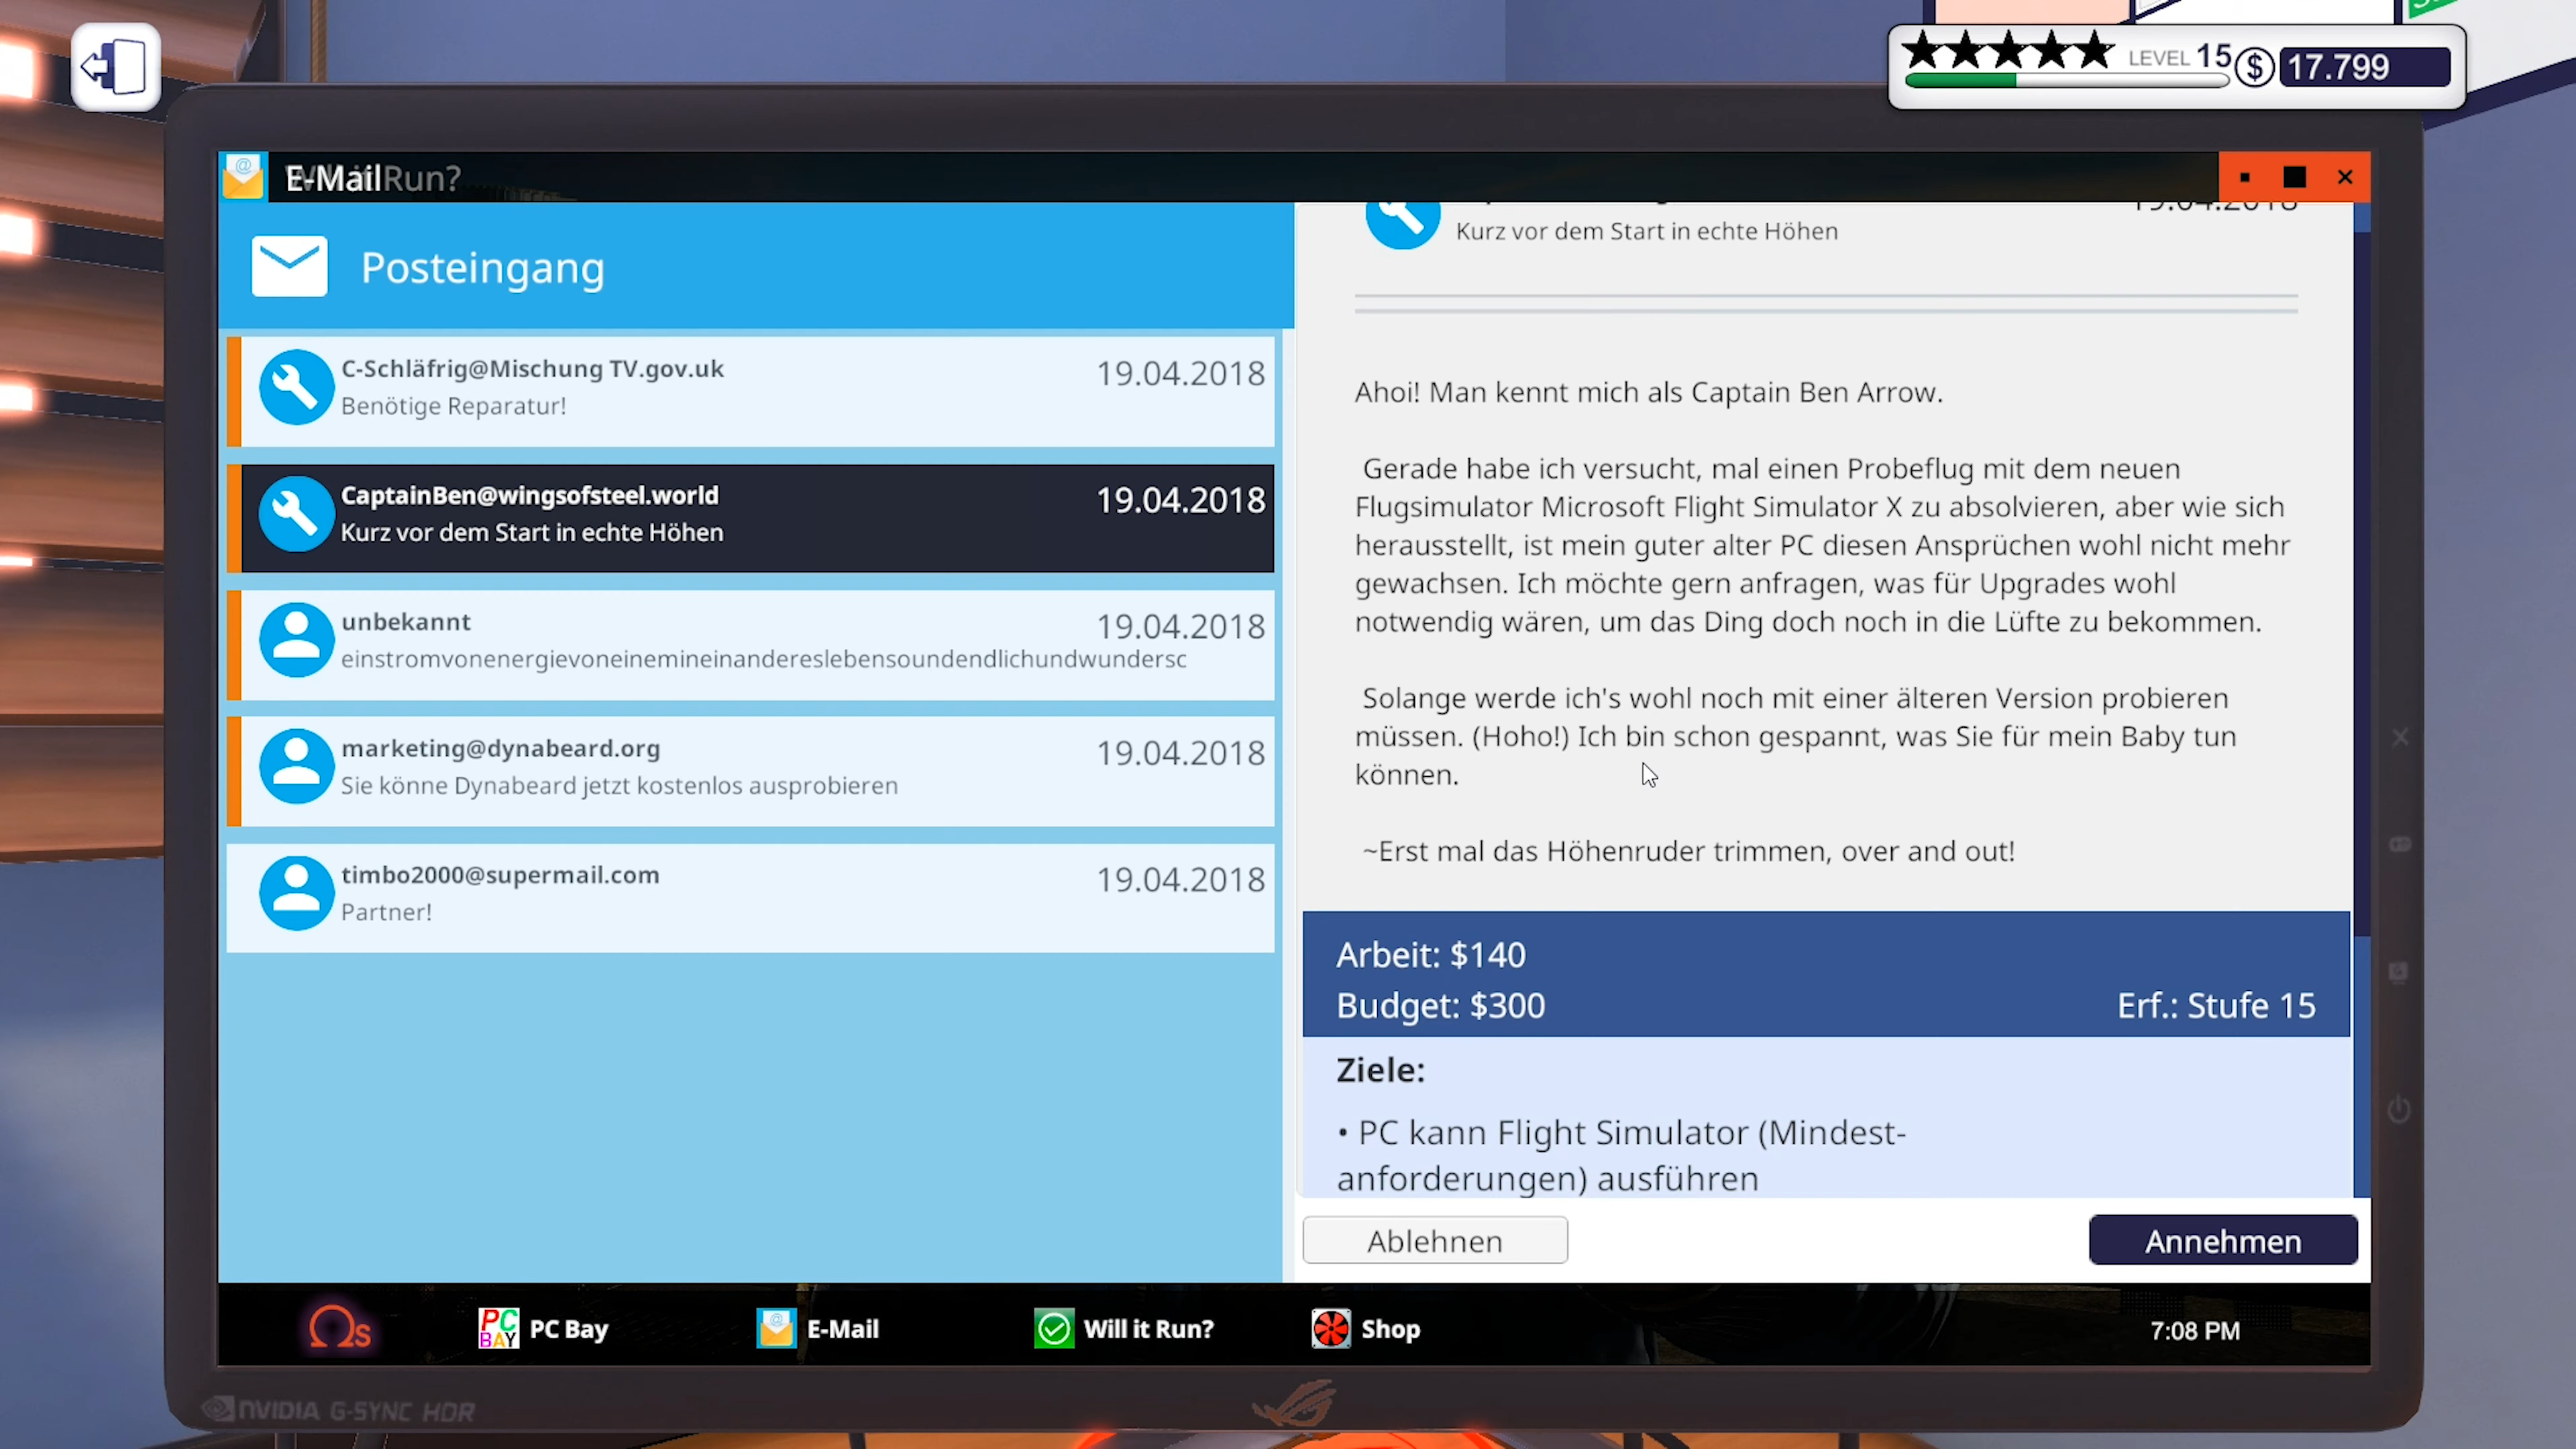 LEVEL 15
17.799
E-Mail
Run?
19.04.2018
Kurz vor dem Start in echte Höhen
Posteingang
C-Schläfrig@Mischung TV.gov.uk
19.04.2018
Benötige Reparatur!
CaptainBen@wingsofsteel.world
19.04.2018
Kurz vor dem Start in echte Höhen
unbekannt
19.04.2018
einstromvonenergievoneinemineinandereslebensoundendlichundwundersc
marketing@dynabeard.org
19.04.2018
Sie könne Dynabeard jetzt kostenlos ausprobieren
timbo2000@supermail.com
19.04.2018
Partner!
Ahoi! Man kennt mich als Captain Ben Arrow.
Gerade habe ich versucht, mal einen Probeflug mit dem neuen
Flugsimulator Microsoft Flight Simulator X zu absolvieren, aber wie sich
herausstellt, ist mein guter alter PC diesen Ansprüchen wohl nicht mehr
gewachsen. Ich möchte gern anfragen, was für Upgrades wohl
notwendig wären, um das Ding doch noch in die Lüfte zu bekommen.
Solange werde ich's wohl noch mit einer älteren Version probieren
müssen. (Hoho!) Ich bin schon gespannt, was Sie für mein Baby tun
können.
~Erst mal das Höhenruder trimmen, over and out!
Arbeit: $140
Budget: $300
Erf.: Stufe 15
Ziele:
• PC kann Flight Simulator (Mindest-
anforderungen) ausführen
Ablehnen
Annehmen
Ωs
PC BAY
PC Bay
E-Mail
Will it Run?
Shop
7:08 PM
NVIDIA G-SYNC HDR